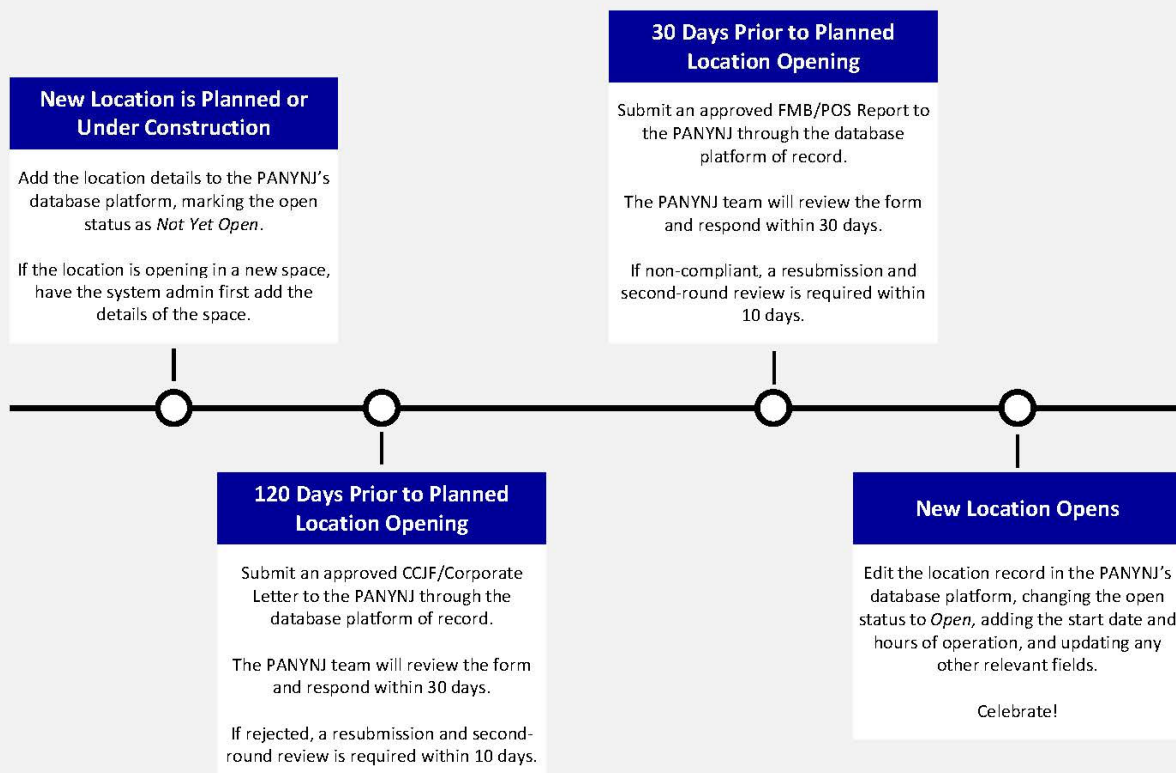 New Location is Planned or
Under Construction
Add the location details to the PANYNJ's
database platform, marking the open
status as Not Yet Open.
If the location is opening in a new space,
have the system admin first add the
details of the space.
120 Days Prior to Planned
Location Opening
Submit an approved CCJF/Corporate
Letter to the PANYNJ through the
database platform of record.
The PANYNJ team will review the form
and respond within 30 days.
If rejected, a resubmission and second-
round review is required within 10 days.
30 Days Prior to Planned
Location Opening
Submit an approved FMB/POS Report to
the PANYNJ through the database
platform of record.
The PANYNJ team will review the form
and respond within 30 days.
If non-compliant, a resubmission and
second-round review is required within
10 days.
New Location Opens
Edit the location record in the PANYNJ's
database platform, changing the open
status to Open, adding the start date and
hours of operation, and updating any
other relevant fields.
Celebrate!